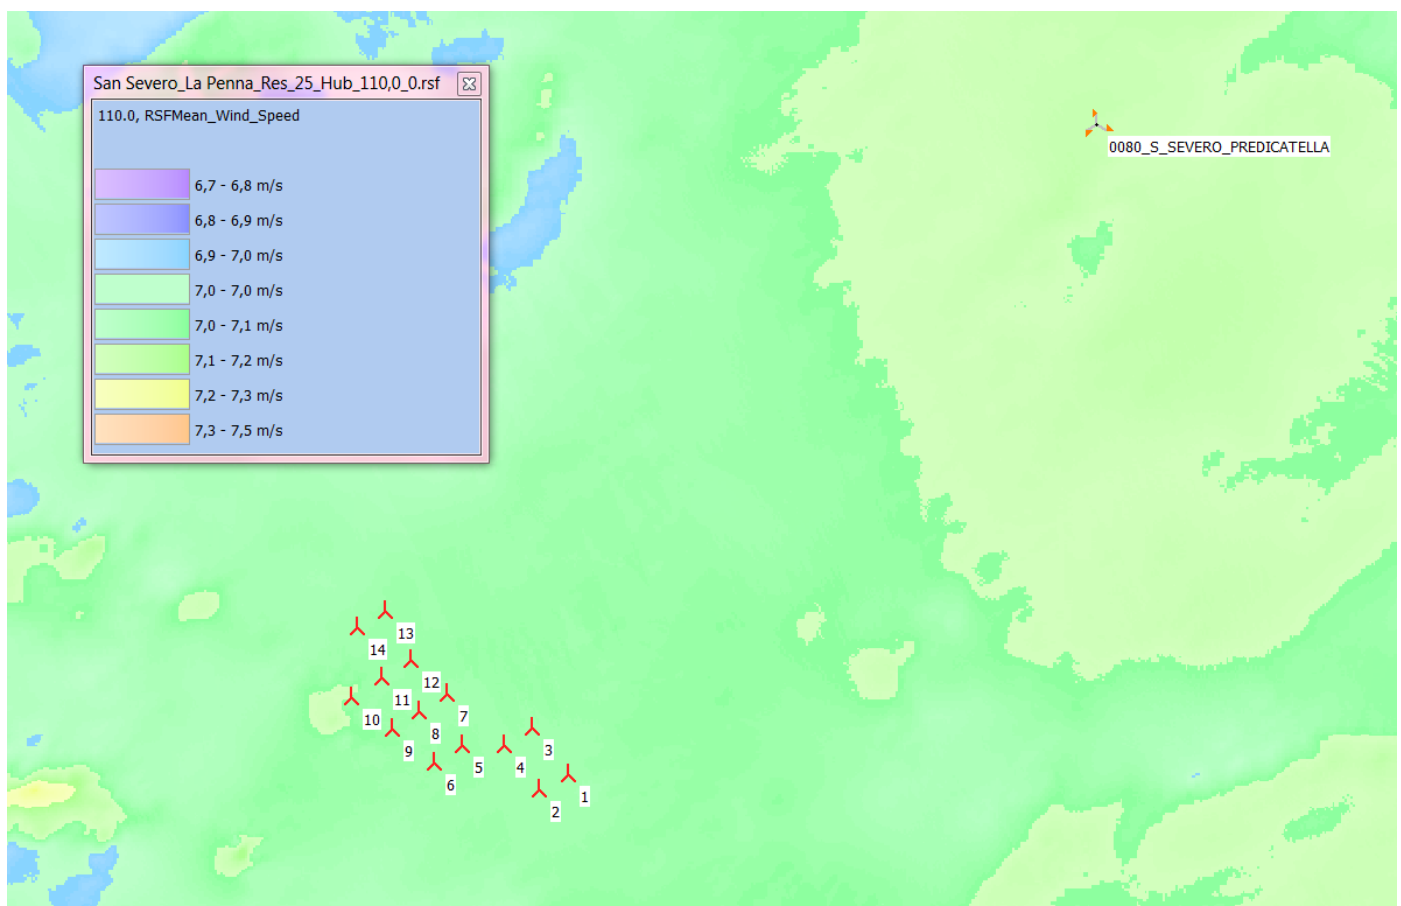 San Severo_La Penna_Res_25_Hub_110,0_0.rsf
110.0, RSFMean_Wind_Speed
6,7 - 6,8 m/s
6,8 - 6,9 m/s
6,9 - 7,0 m/s
7,0 - 7,0 m/s
7,0 - 7,1 m/s
7,1 - 7,2 m/s
7,2 - 7,3 m/s
7,3 - 7,5 m/s
0080_S_SEVERO_PREDICATELLA
13
14
12
11
7
10
8
9
3
5
4
6
1
2